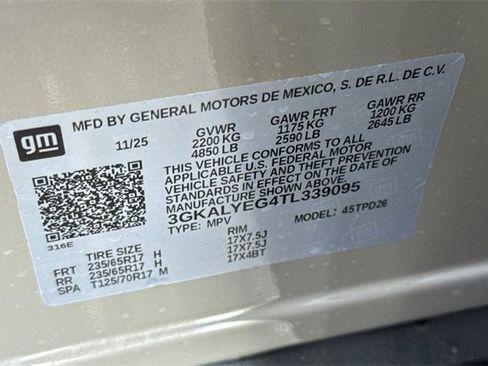 gm
MFD BY GENERAL MOTORS DE MEXICO, S. DE R.L. DE C.V.
11/25 GVWR GAWR FRT GAWR RR
2200 KG 1175 KG 1200 KG
4850 LB 2590 LB 2645 LB
THIS VEHICLE CONFORMS TO ALL
APPLICABLE U.S. FEDERAL MOTOR
VEHICLE SAFETY AND THEFT PREVENTION
STANDARDS IN EFFECT ON THE DATE OF
MANUFACTURE SHOWN ABOVE.
3GKALYEG4TL339095
TYPE: MPV MODEL: 45TPD26
316E
TIRE SIZE RIM
FRT 235/65R17 H 17X7.5J
RR 235/65R17 H 17X7.5J
SPA T125/70R17 M 17X4BT